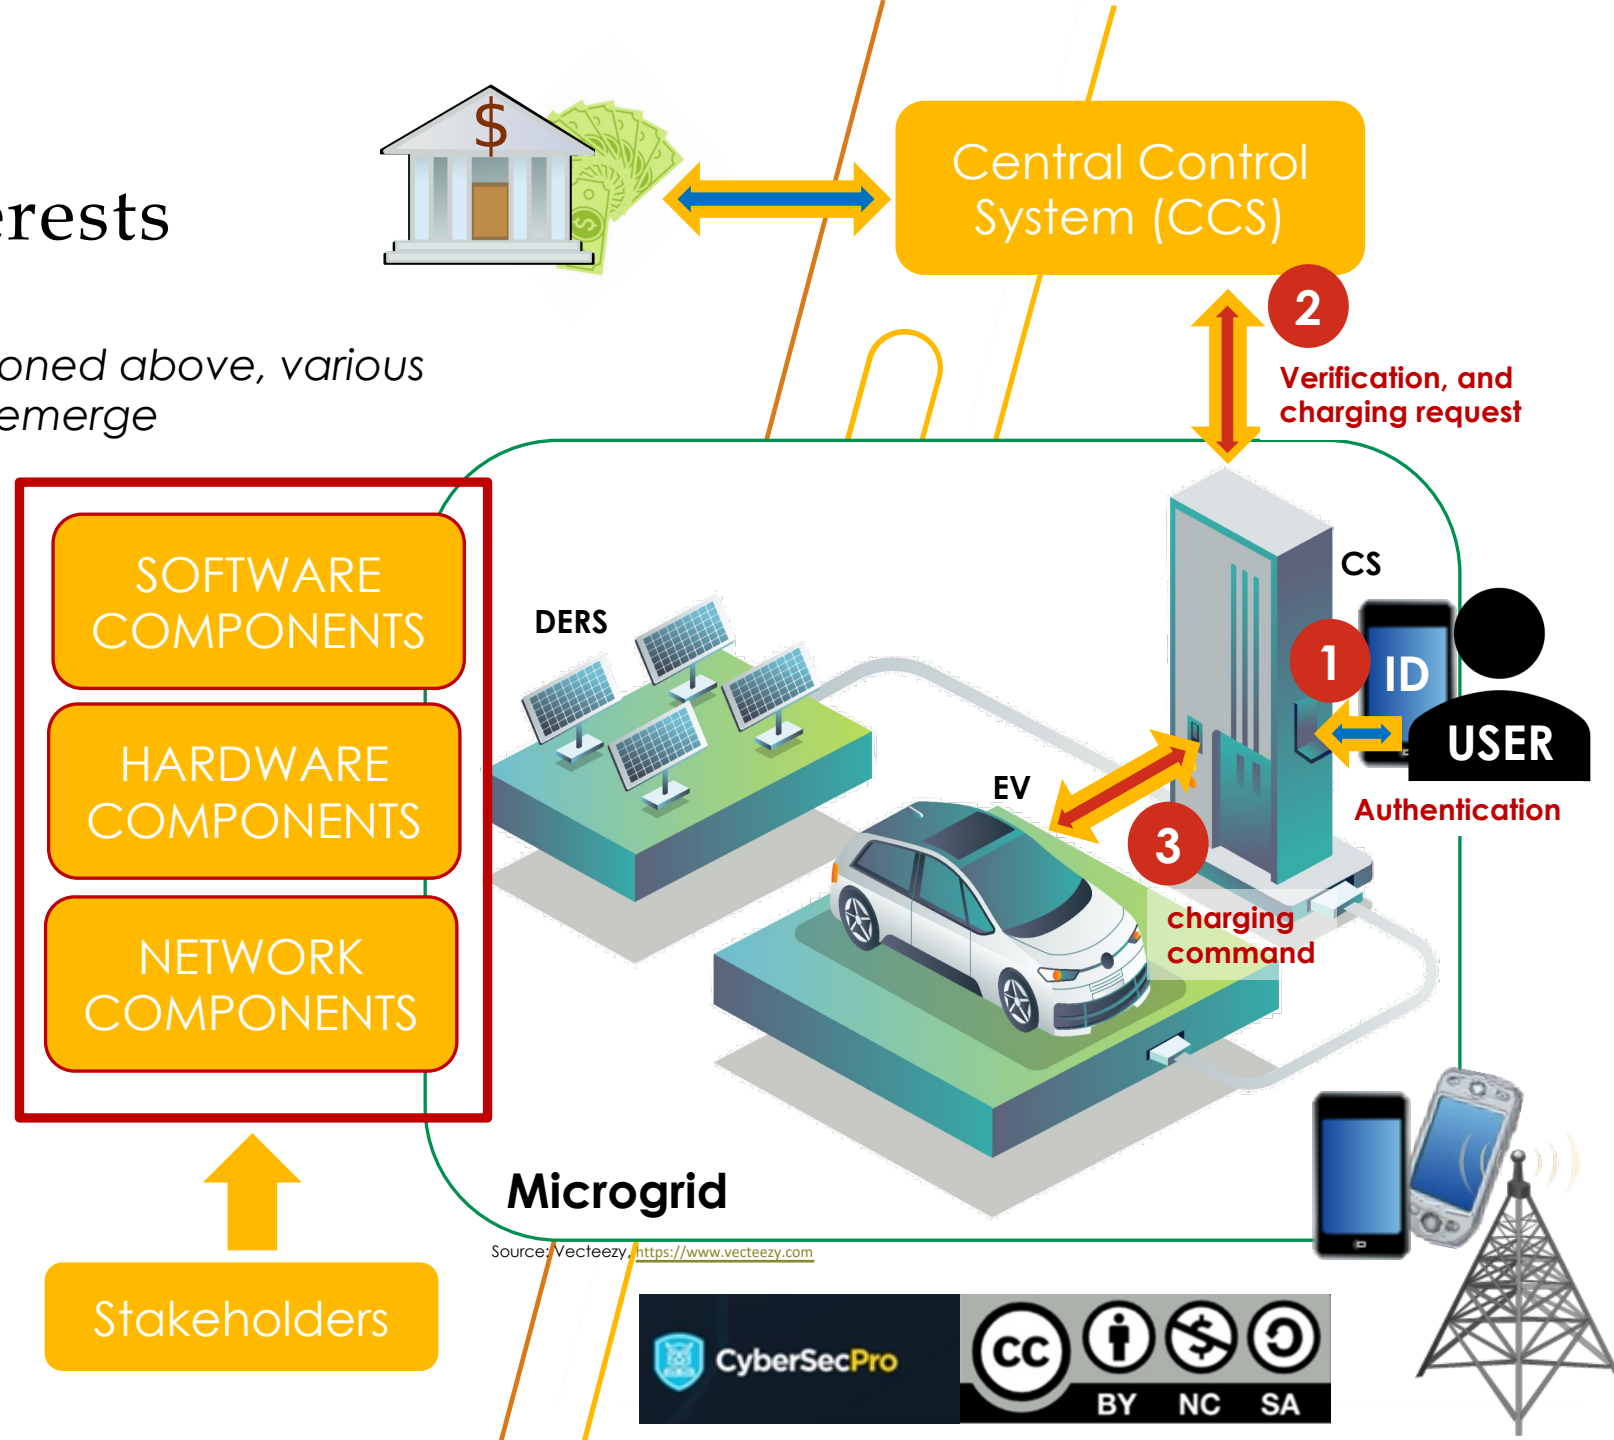 $
Central Control
System (CCS)
erests
2
Verification, and
charging request
oned above, various
emerge
SOFTWARE
COMPONENTS
HARDWARE
COMPONENTS
NETWORK
COMPONENTS
DERS
CS
1
ID
USER
Authentication
EV
3
charging
command
Microgrid
Source: Vecteezy, https://www.vecteezy.com
Stakeholders
CyberSecPro
cc
BY NC SA